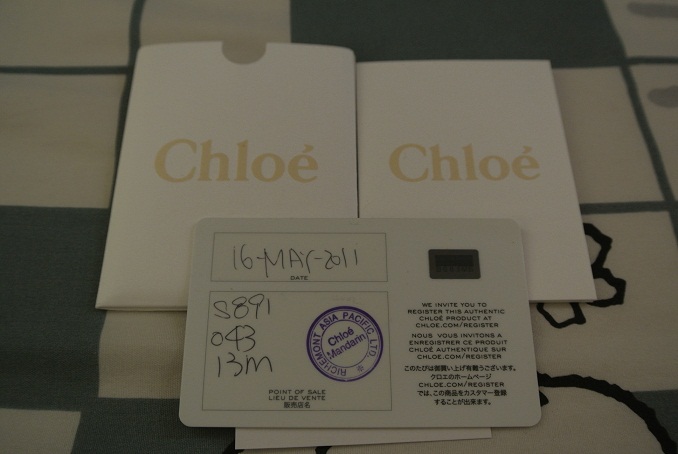 Chloé
Chloé
16-MAY-2011
DATE
S891
043
13M
RICHEMONT ASIA PACIFIC LTD
Chloé
Mandarin
POINT OF SALE
LIEU DE VENTE
販売店名
WE INVITE YOU TO
REGISTER THIS AUTHENTIC
CHLOÉ PRODUCT AT
CHLOE.COM/REGISTER
NOUS VOUS INVITONS A
ENREGISTRER CE PRODUIT
CHLOÉ AUTHENTIQUE SUR
CHLOE.COM/REGISTER
このたびは御買い上げ有難うございます。
クロエのホームページ
CHLOE.COM/REGISTER
では、この商品をカスタマー登録
することが出来ます。